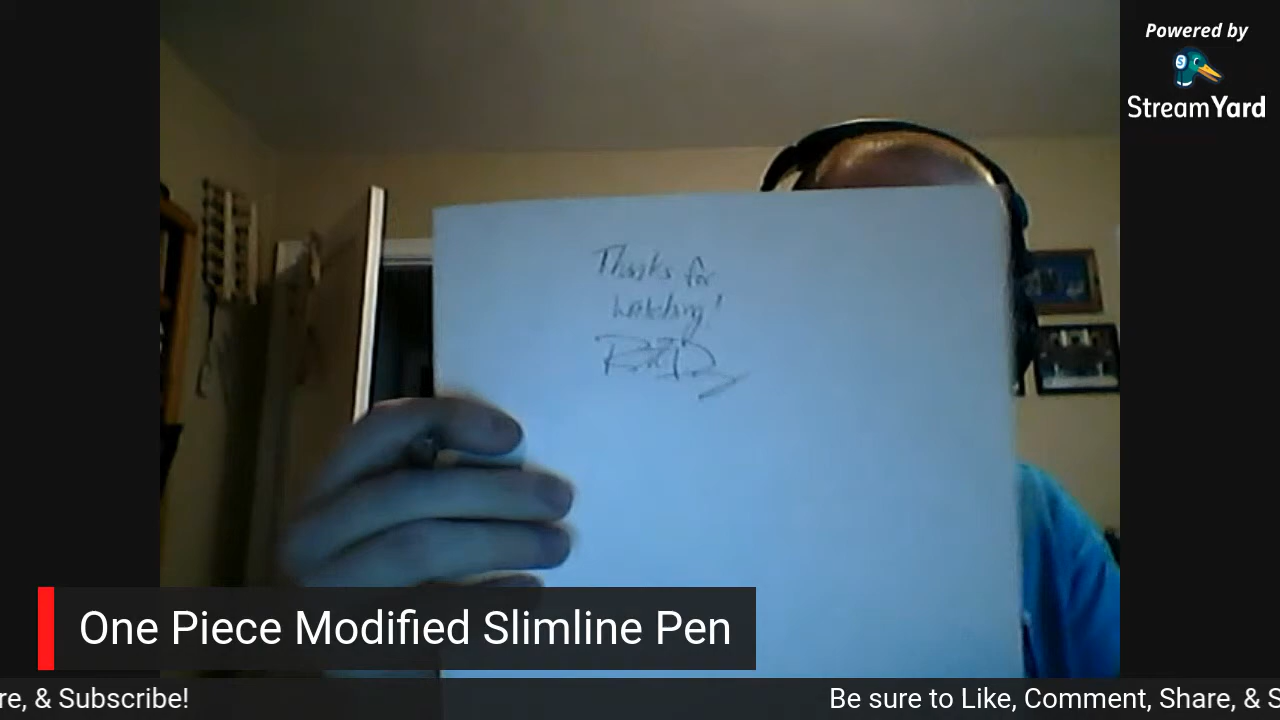 Powered by
StreamYard
Thanks for
watching!
One Piece Modified Slimline Pen
re, & Subscribe!
Be sure to Like, Comment, Share, & S